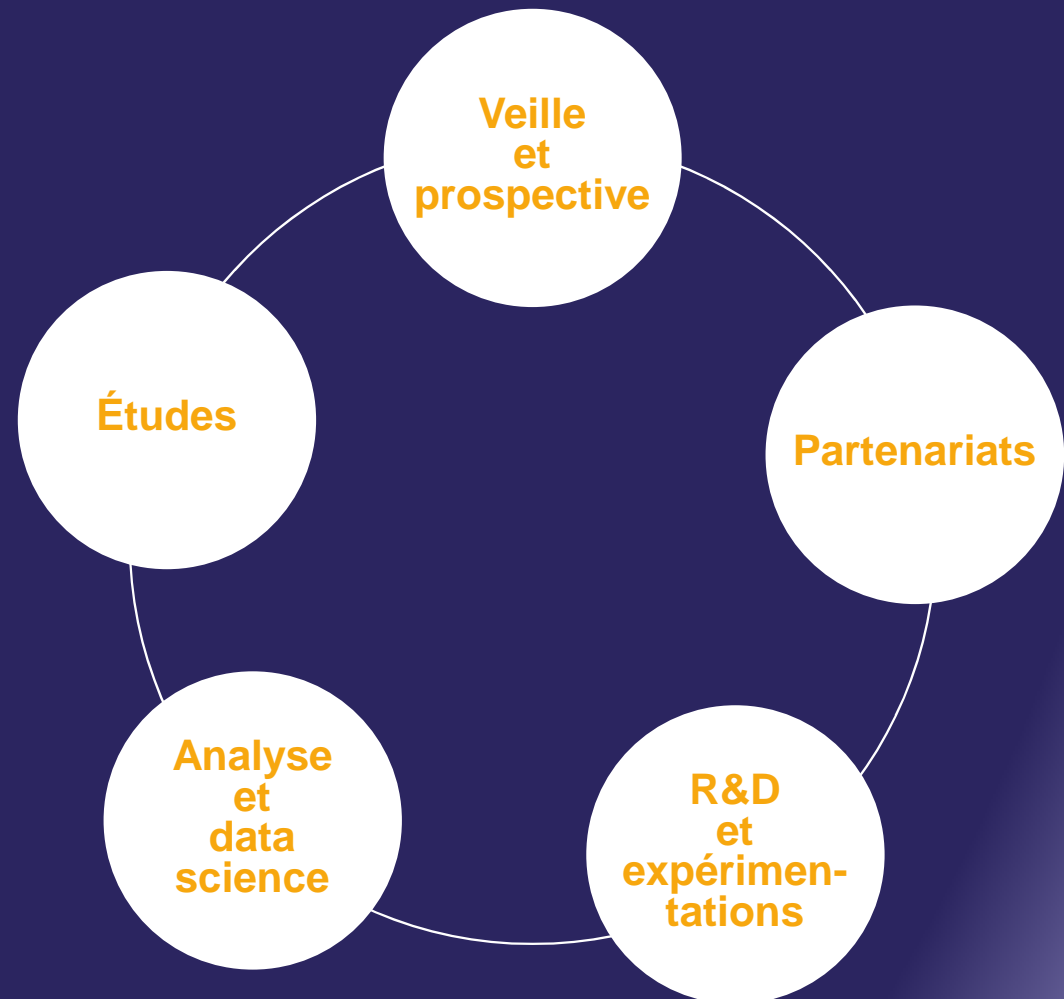 Veille
et
prospective
Partenariats
R&D
et
expérimen-
tations
Analyse
et
data
science
Études